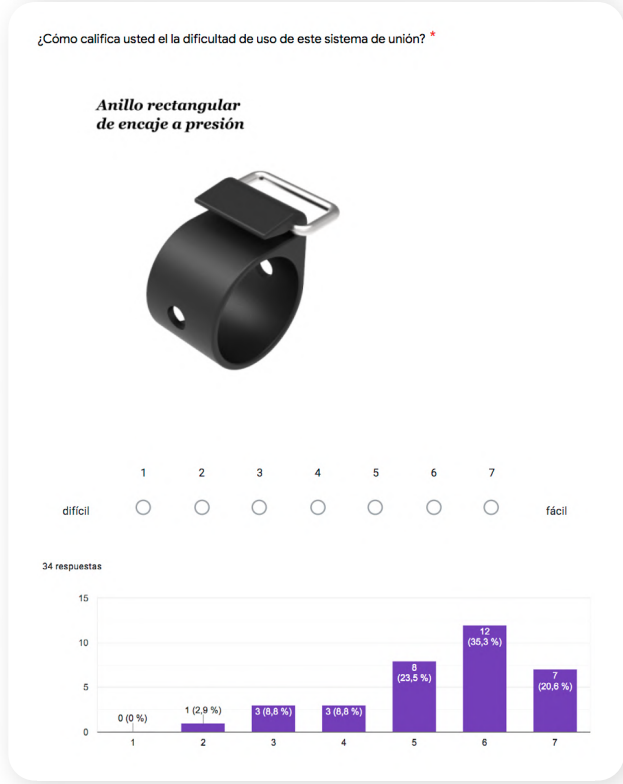 ¿Cómo califica usted el la dificultad de uso de este sistema de unión? *
Anillo rectangular
de encaje a presión
1 2 3 4 5 6 7
difícil fácil
34 respuestas
15
10
5
0
0 (0 %)
1 (2,9 %)
3 (8,8 %)
3 (8,8 %)
8
(23,5 %)
12
(35,3 %)
7
(20,6 %)
1 2 3 4 5 6 7